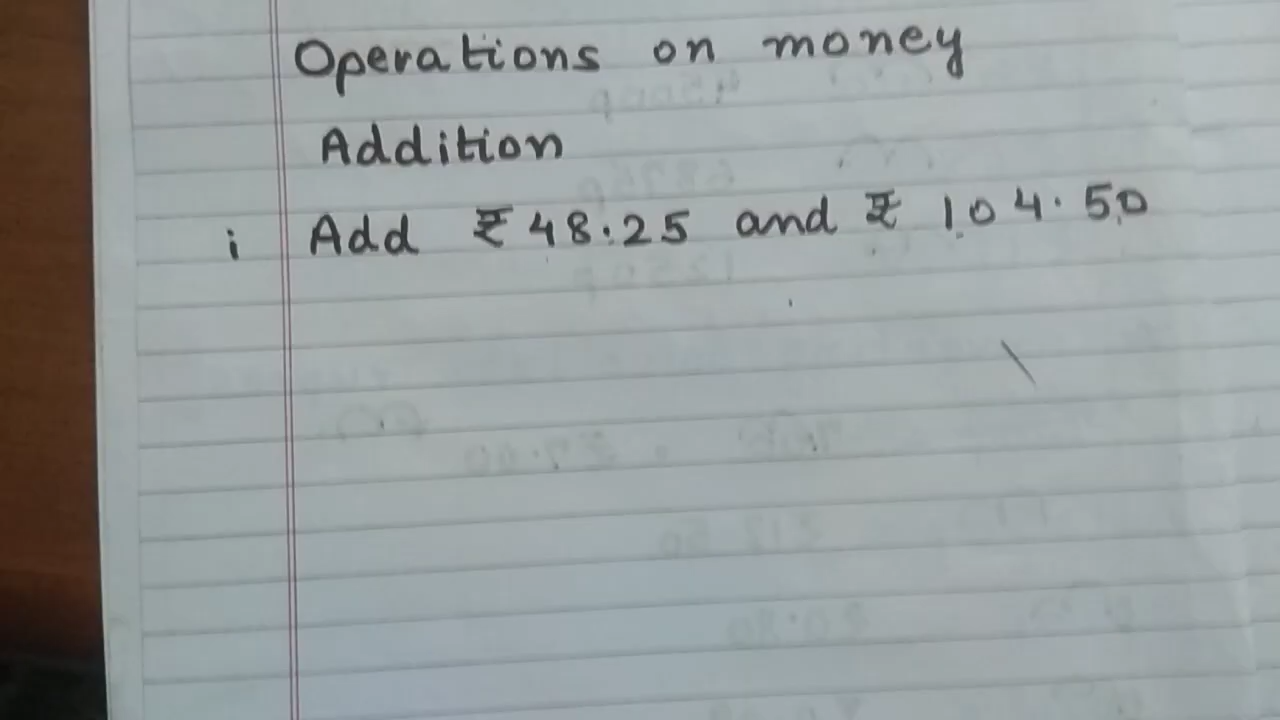 Operations on money
Addition
i Add ₹ 48.25 and ₹ 104.50